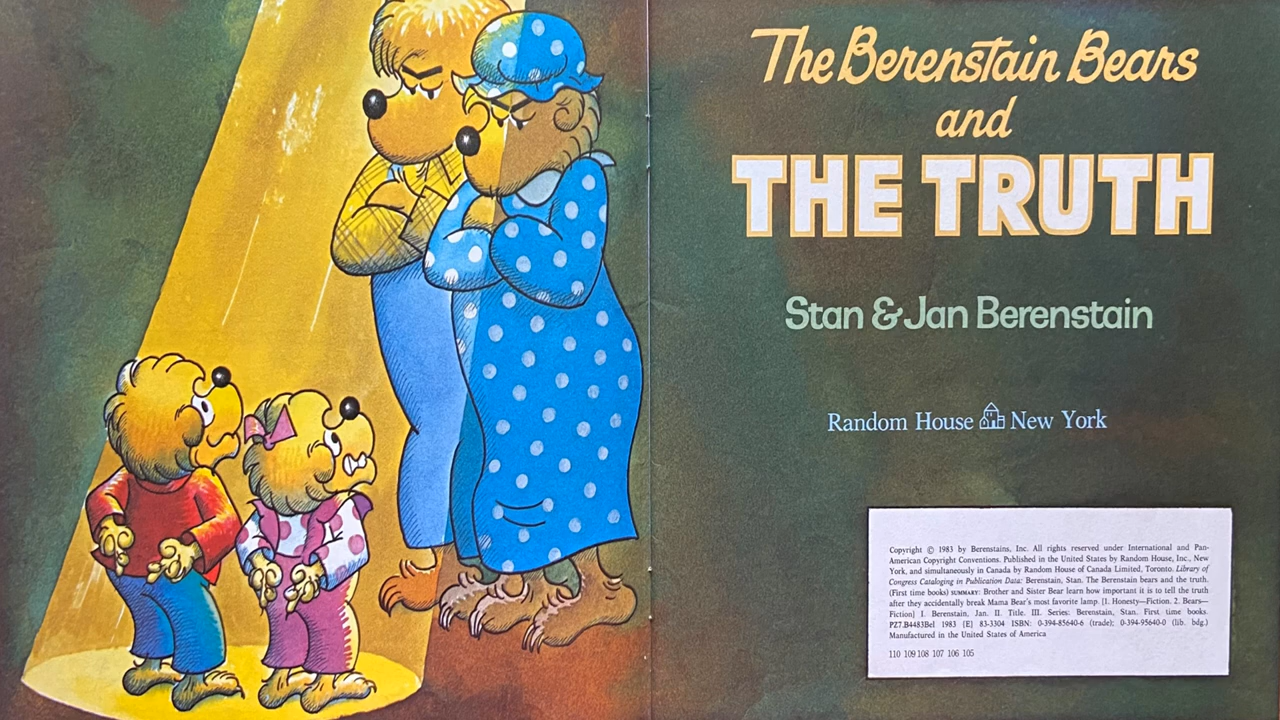 The Berenstain Bears
and
THE TRUTH
Stan & Jan Berenstain
Random House New York
Copyright © 1983 by Berenstains, Inc. All rights reserved under International and Pan-
American Copyright Conventions. Published in the United States by Random House, Inc., New
York, and simultaneously in Canada by Random House of Canada Limited, Toronto. Library of
Congress Cataloging in Publication Data: Berenstain, Stan. The Berenstain bears and the truth.
(First time books) SUMMARY: Brother and Sister Bear learn how important it is to tell the truth
after they accidentally break Mama Bear's most favorite lamp. [1. Honesty—Fiction. 2. Bears—
Fiction] I. Berenstain, Jan. II. Title. III. Series: Berenstain, Stan. First time books.
PZ7.B4483Bel 1983 [E] 83-3304 ISBN: 0-394-85640-6 (trade); 0-394-95640-0 (lib. bdg.)
Manufactured in the United States of America
110 109 108 107 106 105